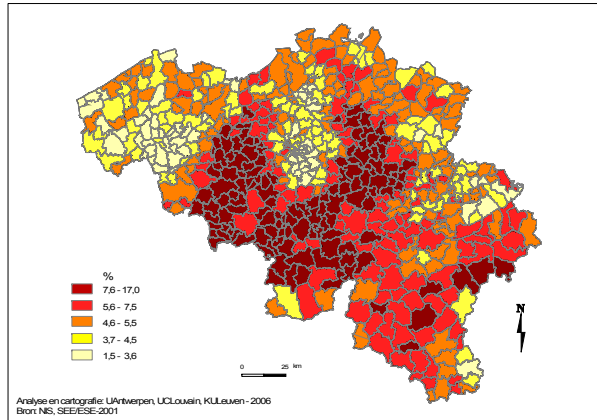 %
7,6 - 17,0
5,6 - 7,5
4,6 - 5,5
3,7 - 4,5
1,5 - 3,6
N
0 25 km
Analyse en cartografie: UAntwerpen, UCLouvain, KULeuven - 2006
Bron: NIS, SEE/ESE-2001